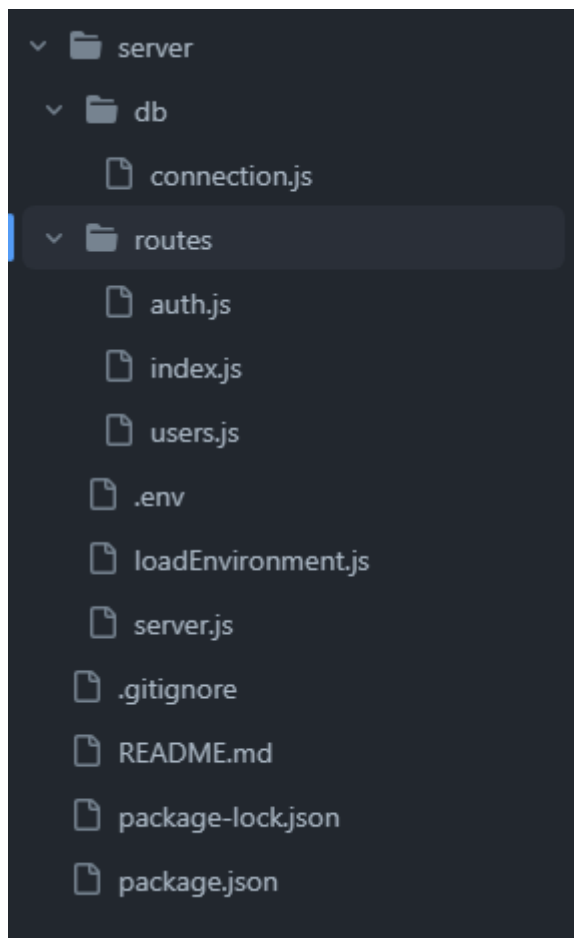 server
db
connection.js
routes
auth.js
index.js
users.js
.env
loadEnvironment.js
server.js
.gitignore
README.md
package-lock.json
package.json